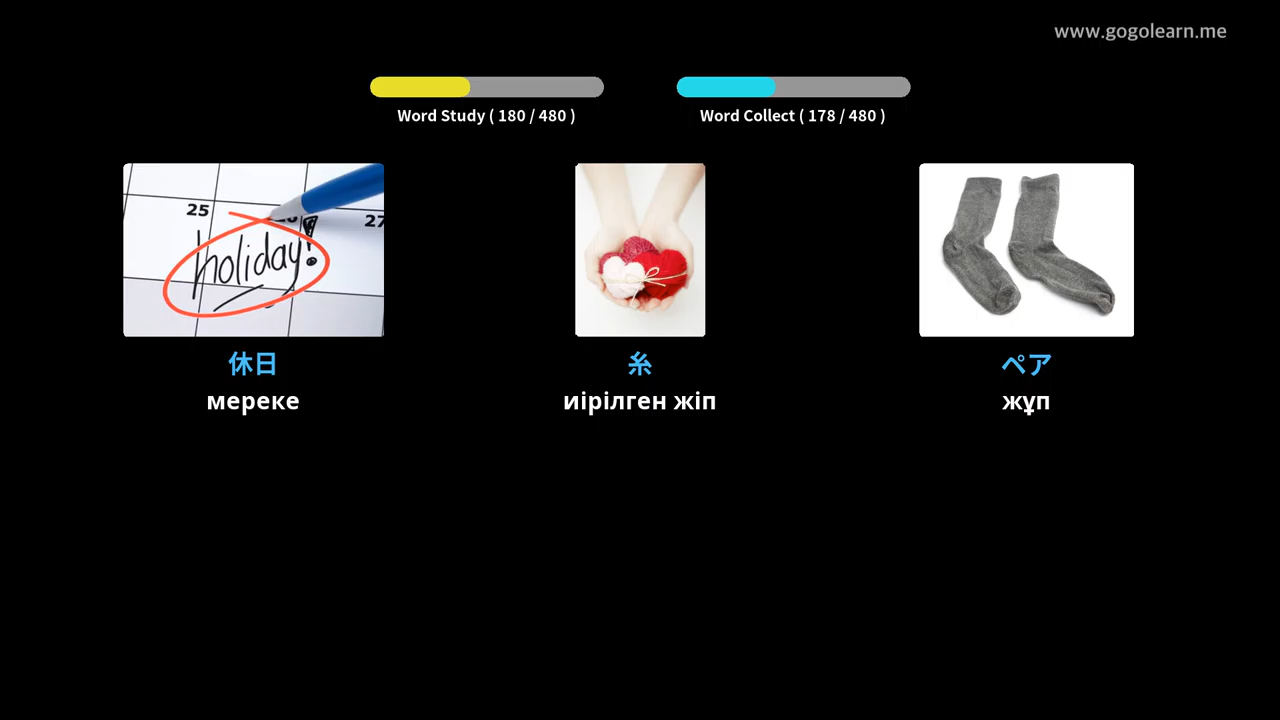 www.gogolearn.me
Word Study ( 180 / 480 )
Word Collect ( 178 / 480 )
25
27
holiday!
休日
糸
ペア
мереке
иірілген жіп
жұп